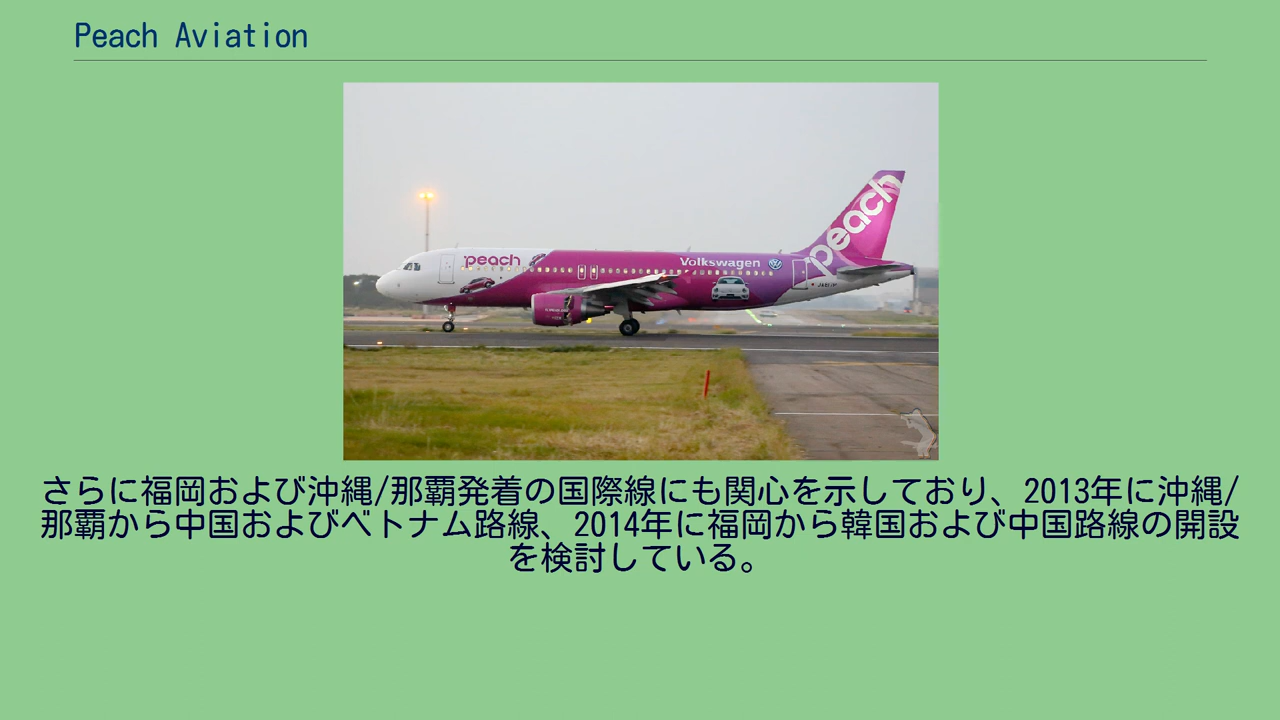 Peach Aviation
peach
Volkswagen
peach
さらに福岡および沖縄/那覇発着の国際線にも関心を示しており、2013年に沖縄/
那覇から中国およびベトナム路線、2014年に福岡から韓国および中国路線の開設
を検討している。